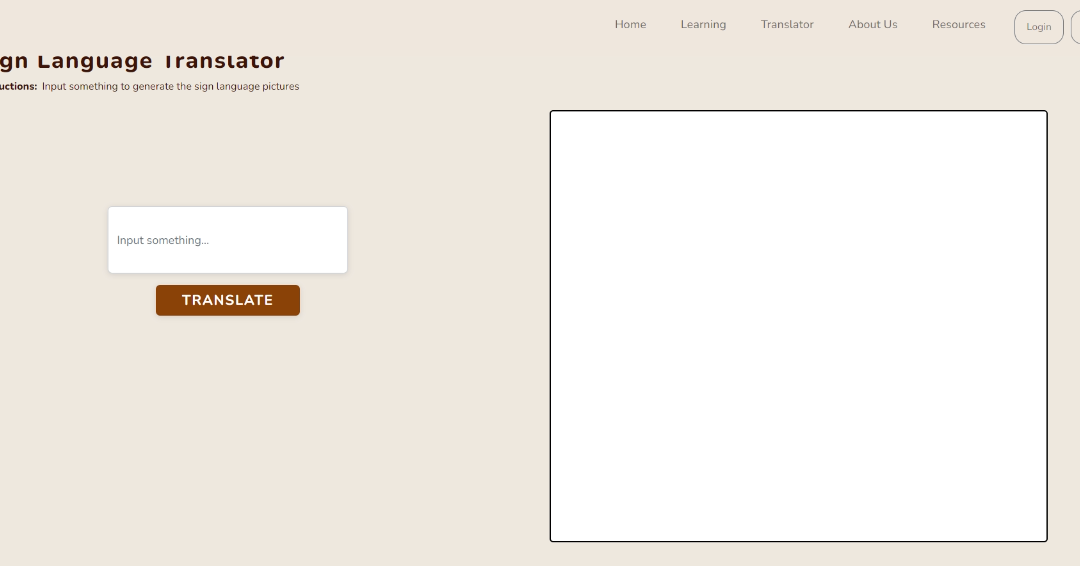 Home Learning Translator About Us Resources Login
gn Language Translator
uctions: Input something to generate the sign language pictures
Input something...
TRANSLATE